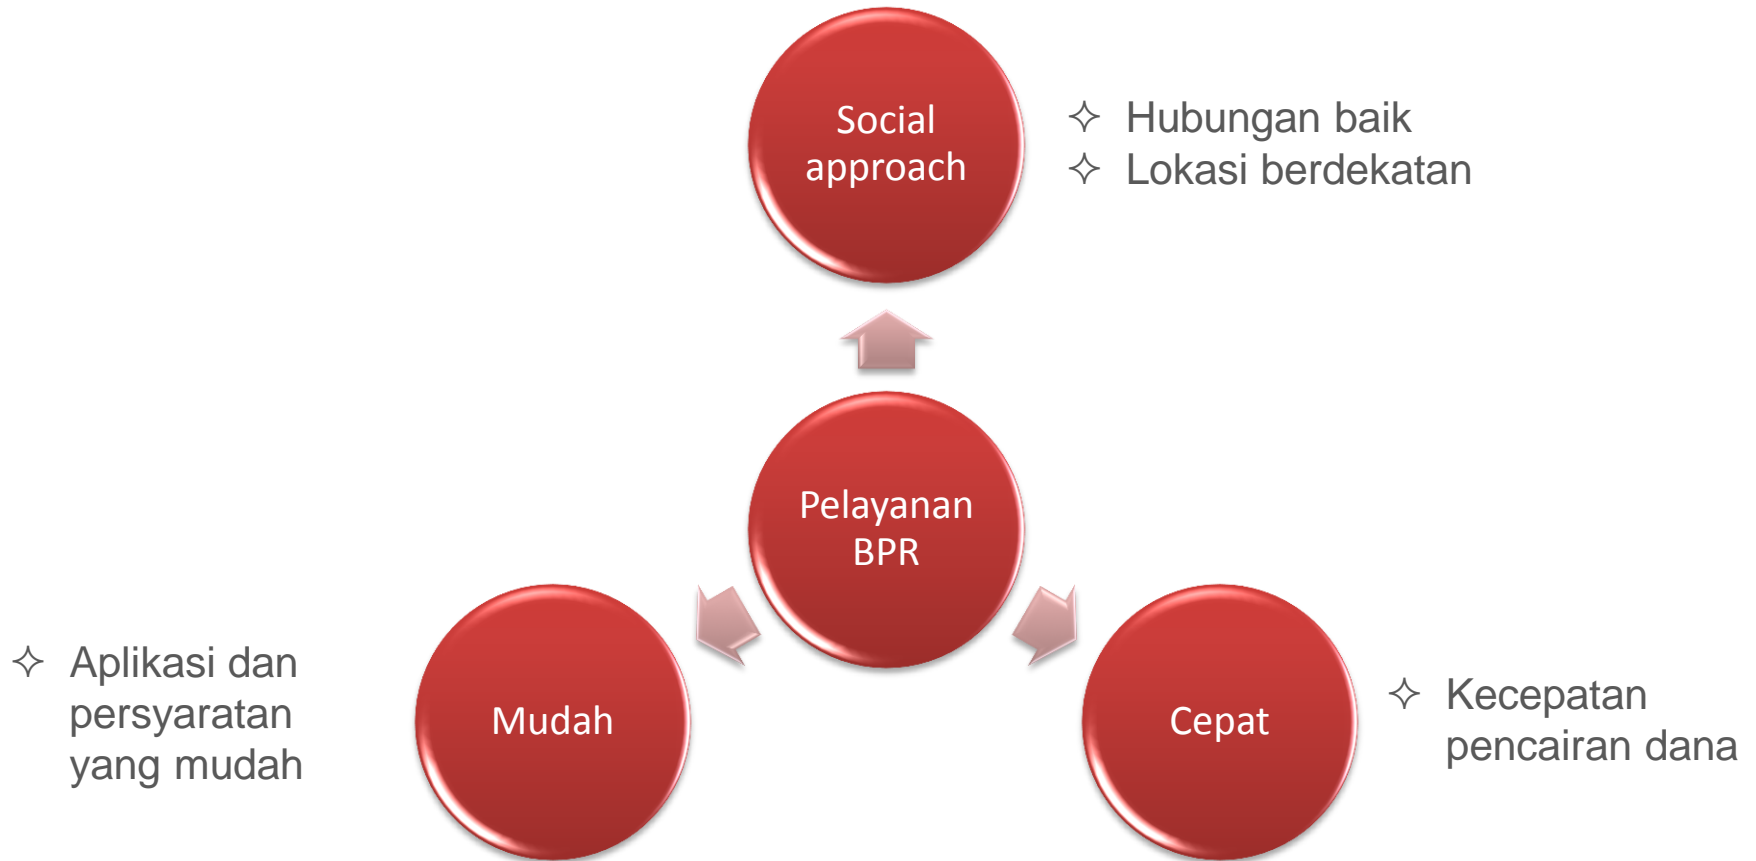 Social
approach
✧ Hubungan baik
✧ Lokasi berdekatan
Pelayanan
BPR
✧ Aplikasi dan
persyaratan
yang mudah
Mudah
Cepat
✧ Kecepatan
pencairan dana